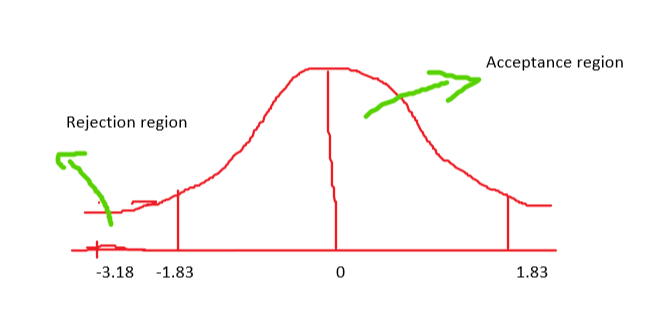 Acceptance region
Rejection region
-3.18 -1.83 0 1.83